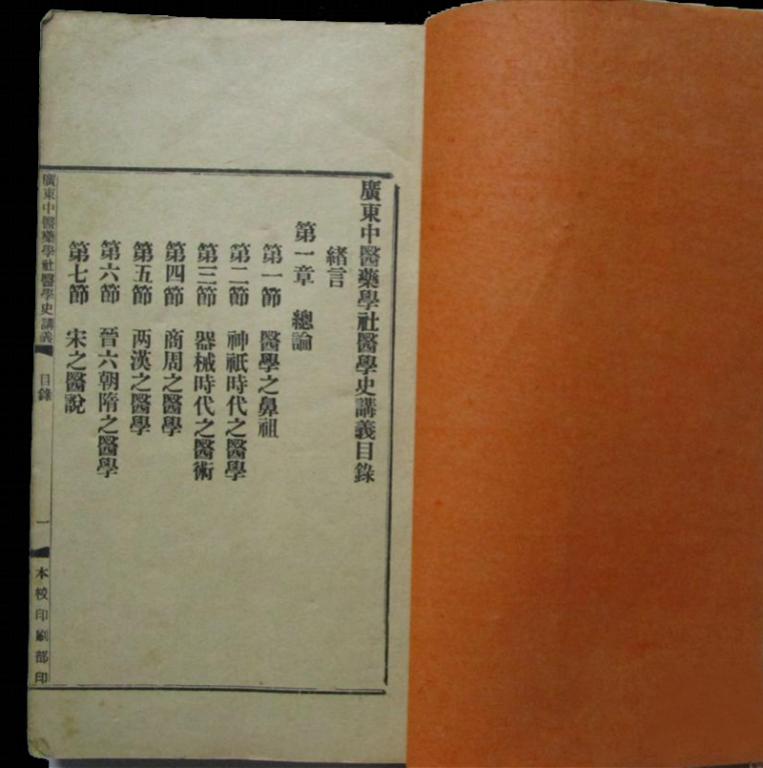 廣東中醫藥學社醫學史講義目錄
緒言
第一章 總論
第一節 醫學之鼻祖
第二節 神祇時代之醫學
第三節 器械時代之醫術
第四節 商周之醫學
第五節 两漢之醫學
第六節 晉六朝隋之醫學
第七節 宋之醫說
廣東中醫藥學社醫學史講義 目錄 一 本校印刷部印